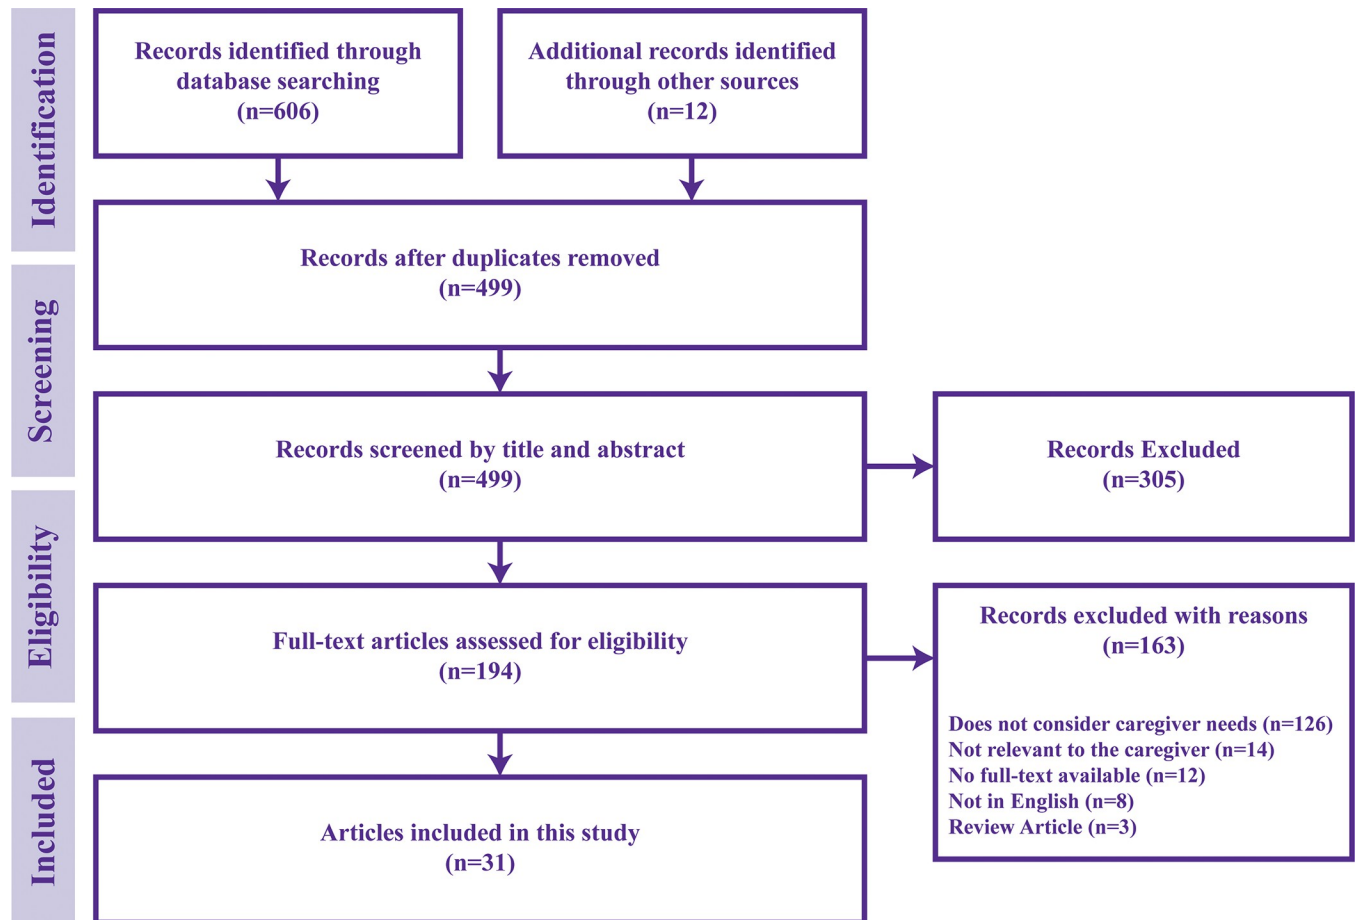 Identification
Records identified through
database searching
(n=606)
Additional records identified
through other sources
(n=12)
Records after duplicates removed
(n=499)
Screening
Records screened by title and abstract
(n=499)
Records Excluded
(n=305)
Eligibility
Full-text articles assessed for eligibility
(n=194)
Records excluded with reasons
(n=163)
Does not consider caregiver needs (n=126)
Not relevant to the caregiver (n=14)
No full-text available (n=12)
Not in English (n=8)
Review Article (n=3)
Included
Articles included in this study
(n=31)